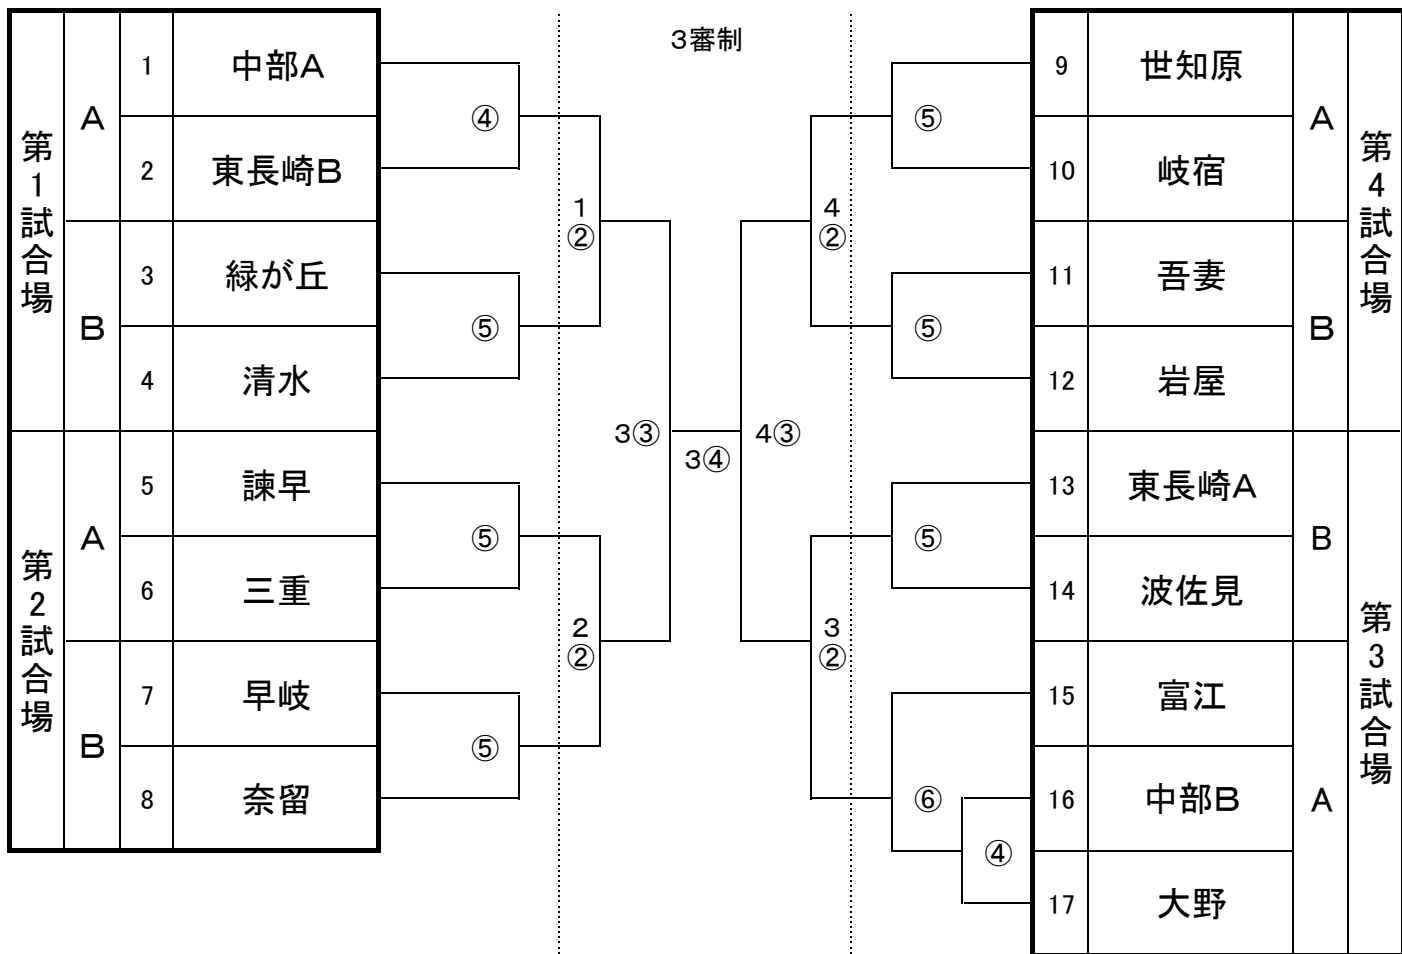 3審制
第1試合場
A
1 中部A
2 東長崎B
B
3 緑が丘
4 清水
第2試合場
A
5 諫早
6 三重
B
7 早岐
8 奈留
④
⑤
⑤
⑤
1
②
2
②
3③
3④
4③
4
②
3
②
⑤
⑤
⑤
⑥
④
第4試合場
A
9 世知原
10 岐宿
B
11 吾妻
12 岩屋
第3試合場
B
13 東長崎A
14 波佐見
A
15 富江
16 中部B
17 大野